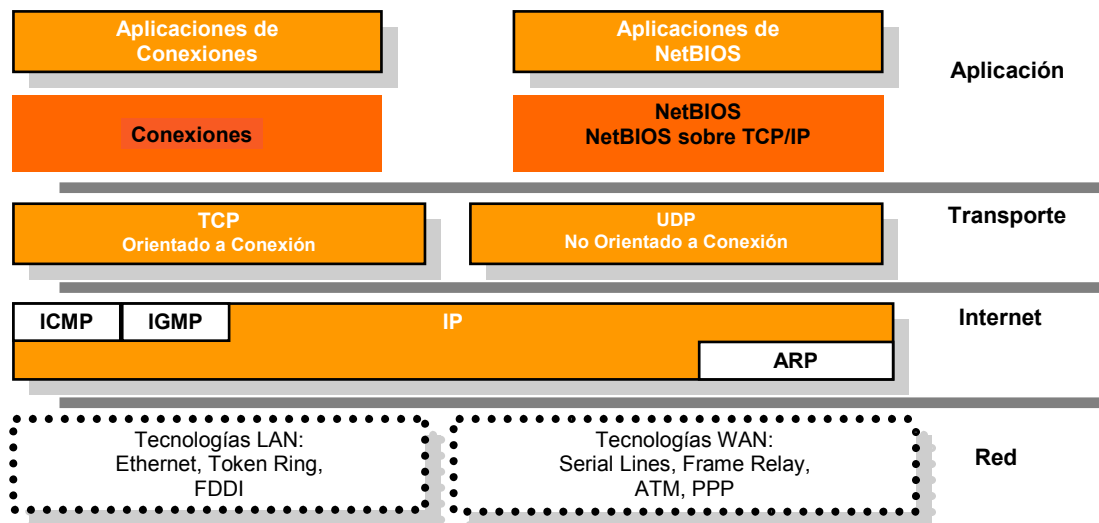 Aplicaciones de
Conexiones
Aplicaciones de
NetBIOS
Aplicación
Conexiones
NetBIOS
NetBIOS sobre TCP/IP
TCP
Orientado a Conexión
UDP
No Orientado a Conexión
Transporte
ICMP
IGMP
IP
ARP
Internet
Tecnologías LAN:
Ethernet, Token Ring,
FDDI
Tecnologías WAN:
Serial Lines, Frame Relay,
ATM, PPP
Red